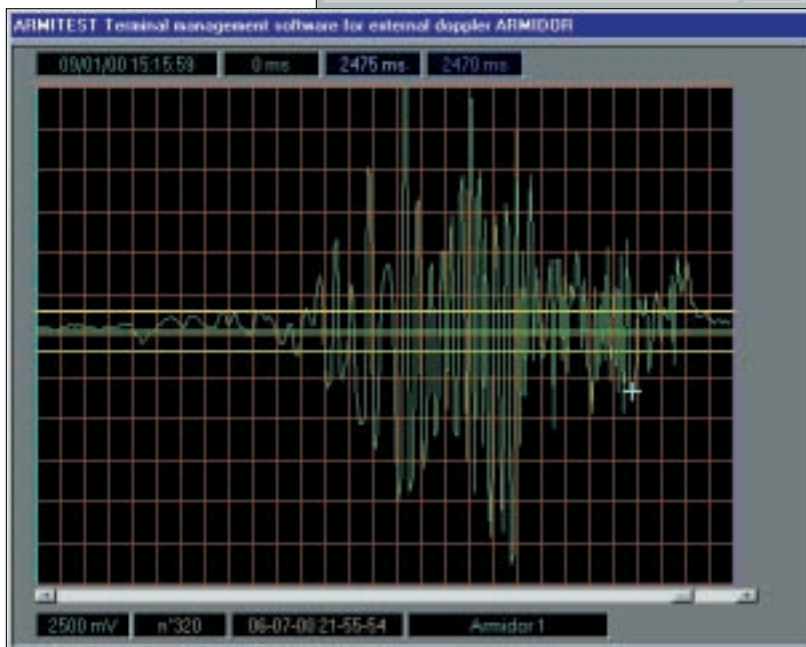 ARMITEST Terminal management software for external doppler ARMIDOR
09/01/00 15:15:59 0 ms 2475 ms 2470 ms
2500 mV n°320 06-07-00 21-55-54 Armidor 1